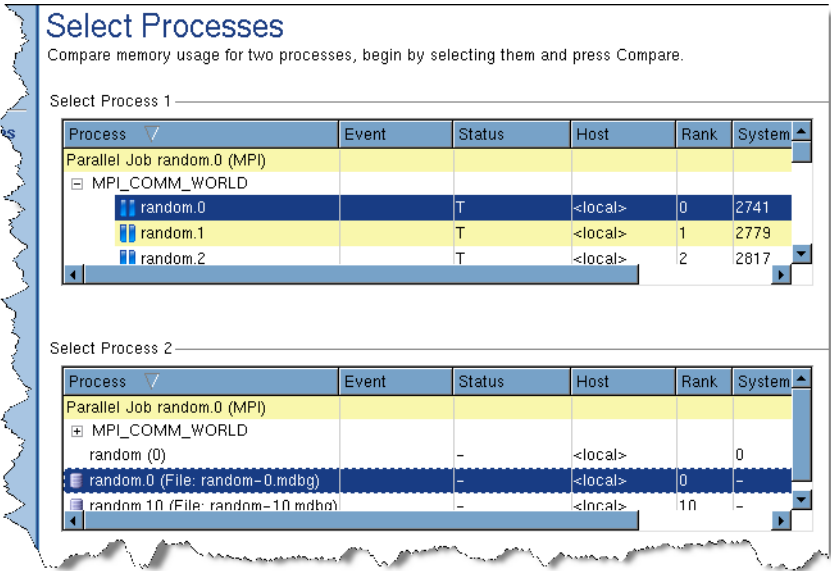 Select Processes
Compare memory usage for two processes, begin by selecting them and press Compare.
Select Process 1
Process Event Status Host Rank System
Parallel Job random.0 (MPI)
MPI_COMM_WORLD
random.0 T <local> 0 2741
random.1 T <local> 1 2779
random.2 T <local> 2 2817
Select Process 2
Process Event Status Host Rank System
Parallel Job random.0 (MPI)
MPI_COMM_WORLD
random (0) - <local> 0
random.0 (File: random-0.mdbg) - <local> 0 -
random.10 (File: random-10.mdbg) - <local> 10 -